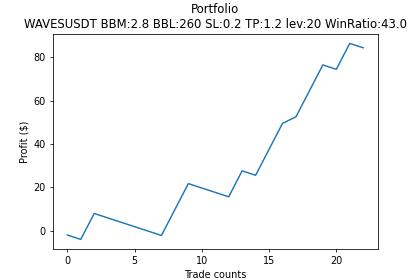 Portfolio
WAVESUSDT BBM:2.8 BBL:260 SL:0.2 TP:1.2 lev:20 WinRatio:43.0
80
60
40
20
0
Profit ($)
0 5 10 15 20
Trade counts